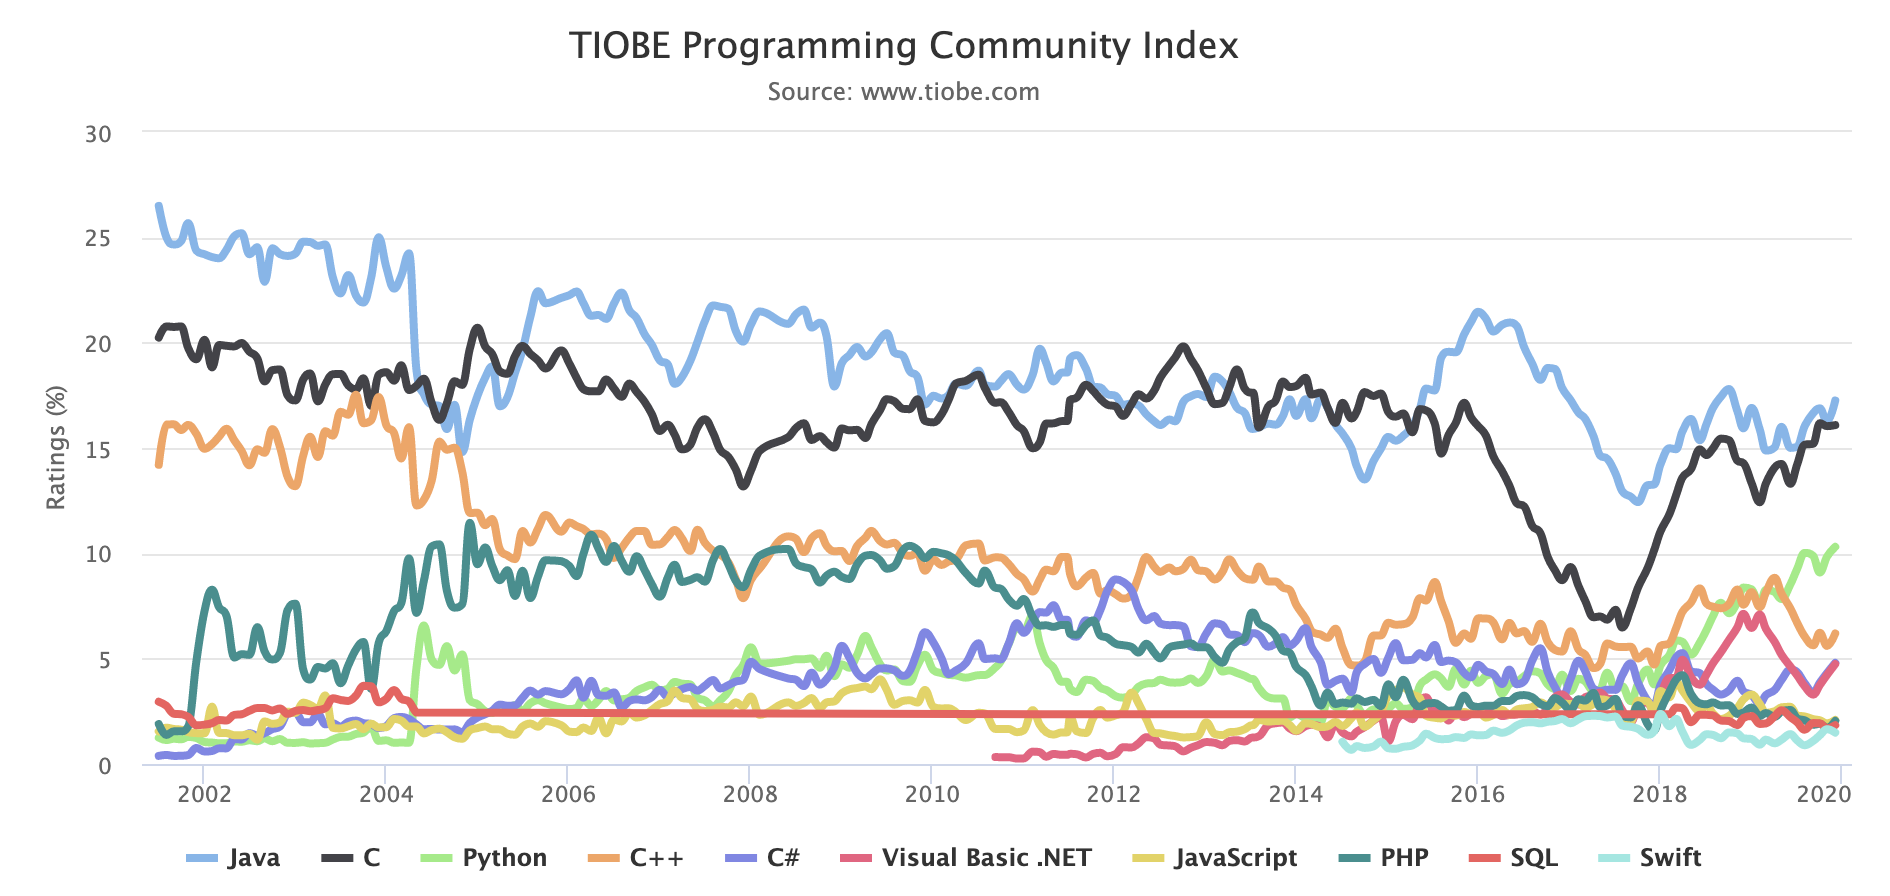 TIOBE Programming Community Index
Source: www.tiobe.com
Ratings (%)
30
25
20
15
10
5
0
2002 2004 2006 2008 2010 2012 2014 2016 2018 2020
Java C Python C++ C# Visual Basic .NET JavaScript PHP SQL Swift